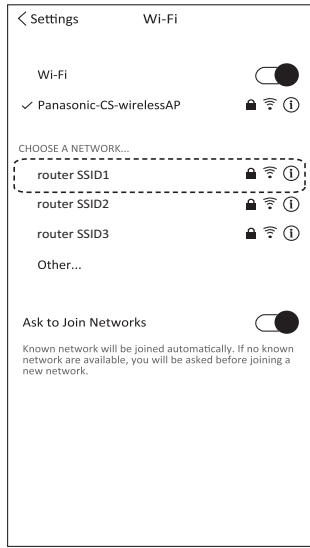 Settings Wi-Fi
Wi-Fi
Panasonic-CS-wirelessAP
CHOOSE A NETWORK...
router SSID1
router SSID2
router SSID3
Other...
Ask to Join Networks
Known network will be joined automatically. If no known
network are available, you will be asked before joining a
new network.